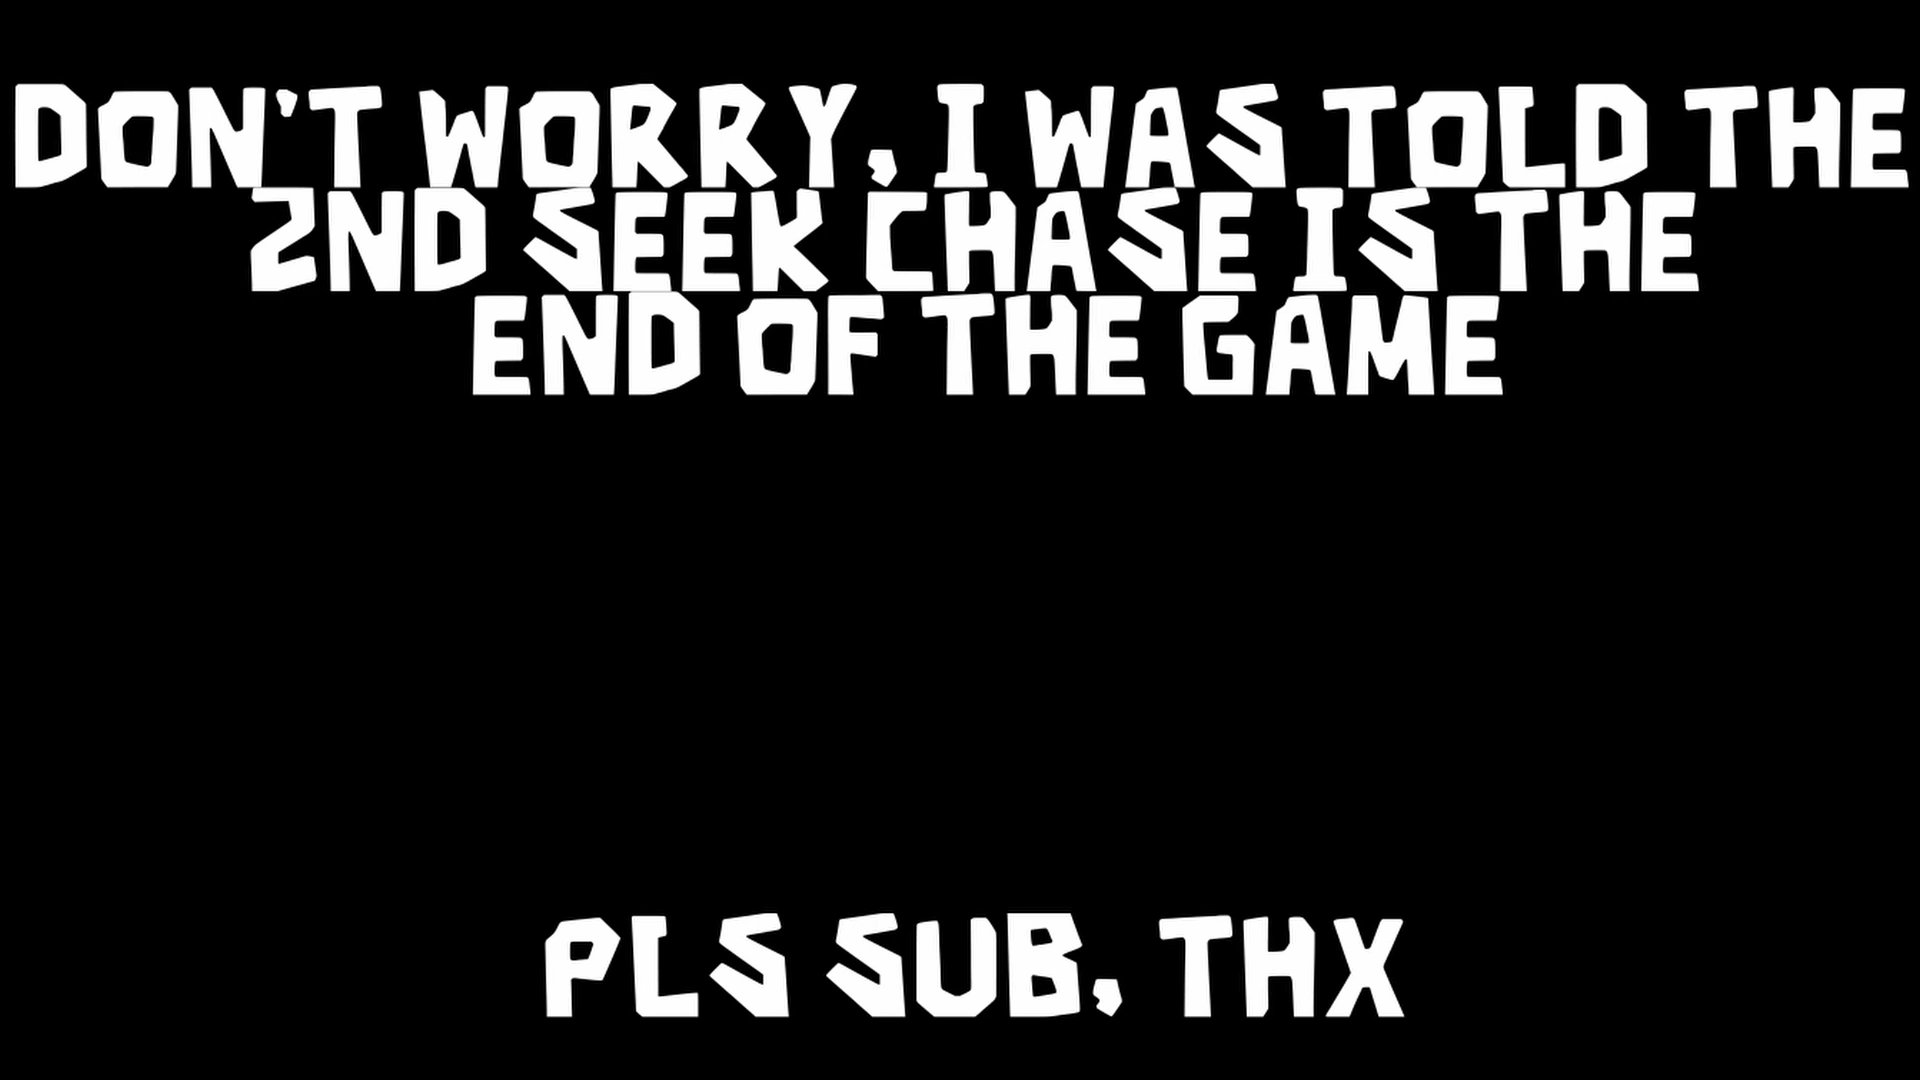 DON'T WORRY, I WAS TOLD THE
2ND SEEK CHASE IS THE
END OF THE GAME
PLS SUB, THX